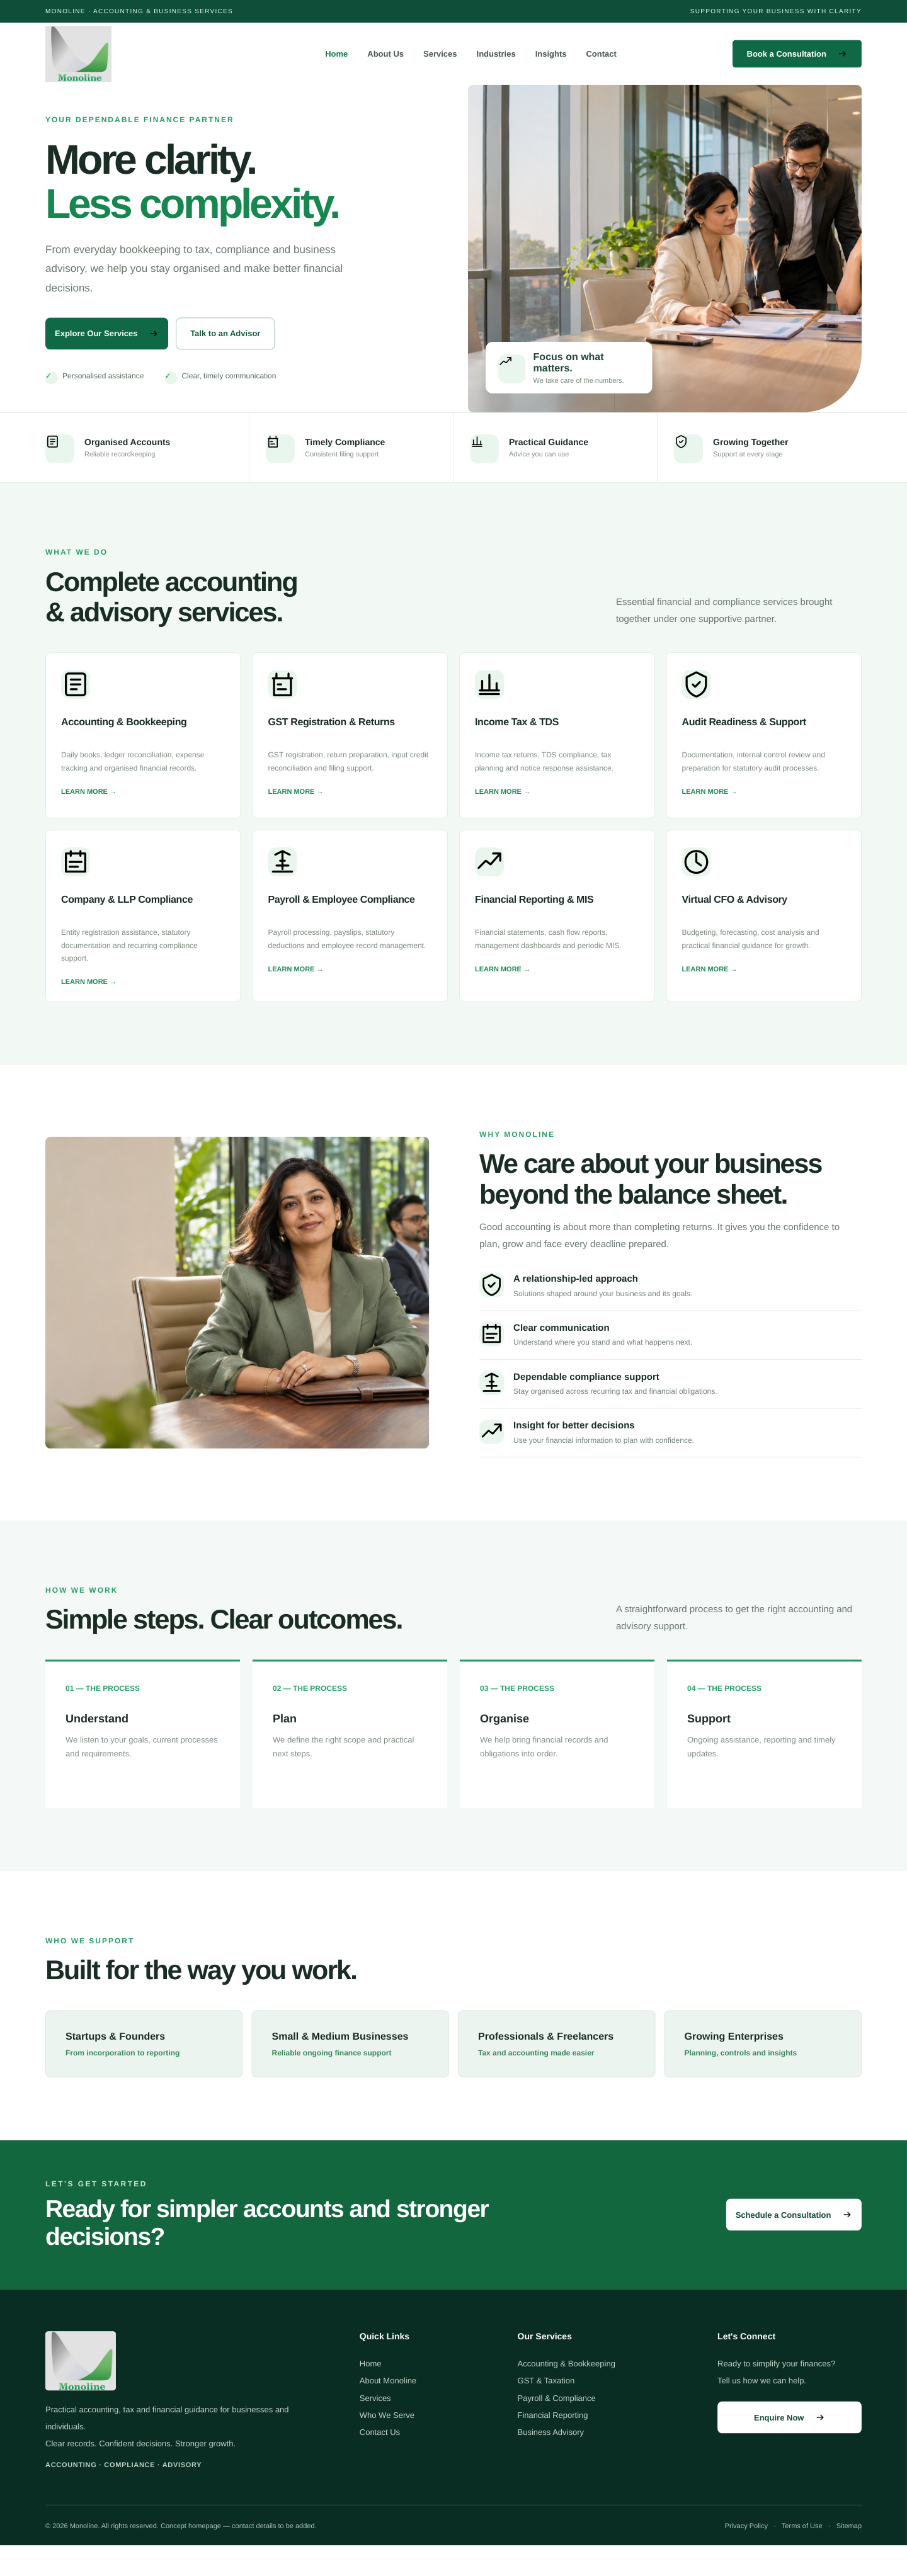 MONOLINE · ACCOUNTING & BUSINESS SERVICES
SUPPORTING YOUR BUSINESS WITH CLARITY
Monoline
Home
About Us
Services
Industries
Insights
Contact
Book a Consultation →
YOUR DEPENDABLE FINANCE PARTNER
More clarity.
Less complexity.
From everyday bookkeeping to tax, compliance and business
advisory, we help you stay organised and make better financial
decisions.
Explore Our Services →
Talk to an Advisor
✓ Personalised assistance
✓ Clear, timely communication
Focus on what
matters.
We take care of the numbers.
Organised Accounts
Reliable recordkeeping
Timely Compliance
Consistent filing support
Practical Guidance
Advice you can use
Growing Together
Support at every stage
WHAT WE DO
Complete accounting
& advisory services.
Essential financial and compliance services brought
together under one supportive partner.
Accounting & Bookkeeping
Daily books, ledger reconciliation, expense
tracking and organised financial records.
LEARN MORE →
GST Registration & Returns
GST registration, return preparation, input credit
reconciliation and filing support.
LEARN MORE →
Income Tax & TDS
Income tax returns, TDS compliance, tax
planning and notice response assistance.
LEARN MORE →
Audit Readiness & Support
Documentation, internal control review and
preparation for statutory audit processes.
LEARN MORE →
Company & LLP Compliance
Entity registration assistance, statutory
documentation and recurring compliance
support.
LEARN MORE →
Payroll & Employee Compliance
Payroll processing, payslips, statutory
deductions and employee record management.
LEARN MORE →
Financial Reporting & MIS
Financial statements, cash flow reports,
management dashboards and periodic MIS.
LEARN MORE →
Virtual CFO & Advisory
Budgeting, forecasting, cost analysis and
practical financial guidance for growth.
LEARN MORE →
WHY MONOLINE
We care about your business
beyond the balance sheet.
Good accounting is about more than completing returns. It gives you the confidence to
plan, grow and face every deadline prepared.
A relationship-led approach
Solutions shaped around your business and its goals.
Clear communication
Understand where you stand and what happens next.
Dependable compliance support
Stay organised across recurring tax and financial obligations.
Insight for better decisions
Use your financial information to plan with confidence.
HOW WE WORK
Simple steps. Clear outcomes.
A straightforward process to get the right accounting and
advisory support.
01 — THE PROCESS
Understand
We listen to your goals, current processes
and requirements.
02 — THE PROCESS
Plan
We define the right scope and practical
next steps.
03 — THE PROCESS
Organise
We help bring financial records and
obligations into order.
04 — THE PROCESS
Support
Ongoing assistance, reporting and timely
updates.
WHO WE SUPPORT
Built for the way you work.
Startups & Founders
From incorporation to reporting
Small & Medium Businesses
Reliable ongoing finance support
Professionals & Freelancers
Tax and accounting made easier
Growing Enterprises
Planning, controls and insights
LET'S GET STARTED
Ready for simpler accounts and stronger
decisions?
Schedule a Consultation →
Monoline
Practical accounting, tax and financial guidance for businesses and
individuals.
Clear records. Confident decisions. Stronger growth.
ACCOUNTING · COMPLIANCE · ADVISORY
Quick Links
Home
About Monoline
Services
Who We Serve
Contact Us
Our Services
Accounting & Bookkeeping
GST & Taxation
Payroll & Compliance
Financial Reporting
Business Advisory
Let's Connect
Ready to simplify your finances?
Tell us how we can help.
Enquire Now →
© 2026 Monoline. All rights reserved. Concept homepage — contact details to be added.
Privacy Policy · Terms of Use · Sitemap